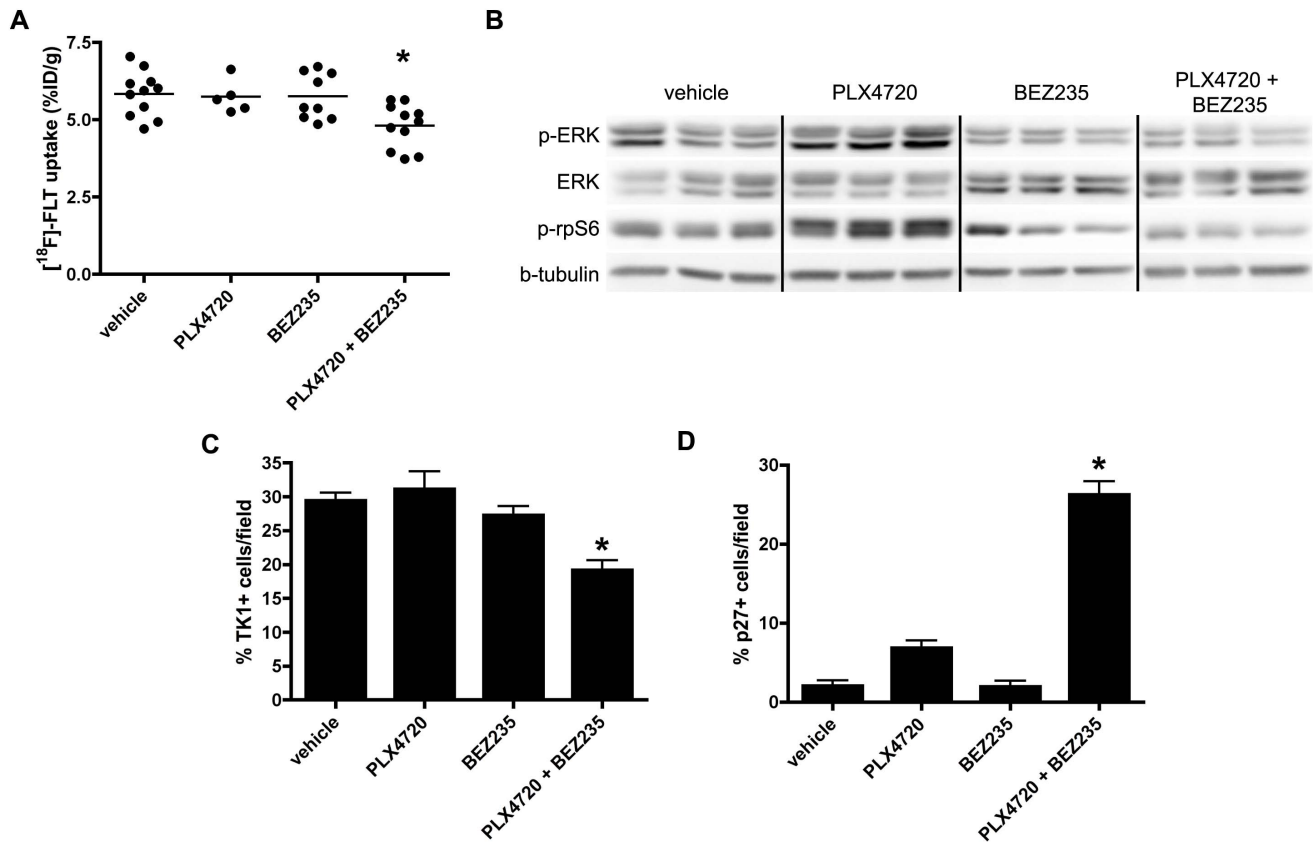 A
[18F]-FLT uptake (%ID/g)
7.5
5.0
2.5
0.0
*
vehicle
PLX4720
BEZ235
PLX4720 + BEZ235
B
vehicle
PLX4720
BEZ235
PLX4720 +
BEZ235
p-ERK
ERK
p-rpS6
b-tubulin
C
% TK1+ cells/field
35
30
25
20
15
10
5
0
*
vehicle
PLX4720
BEZ235
PLX4720 + BEZ235
D
% p27+ cells/field
30
20
10
0
*
vehicle
PLX4720
BEZ235
PLX4720 + BEZ235